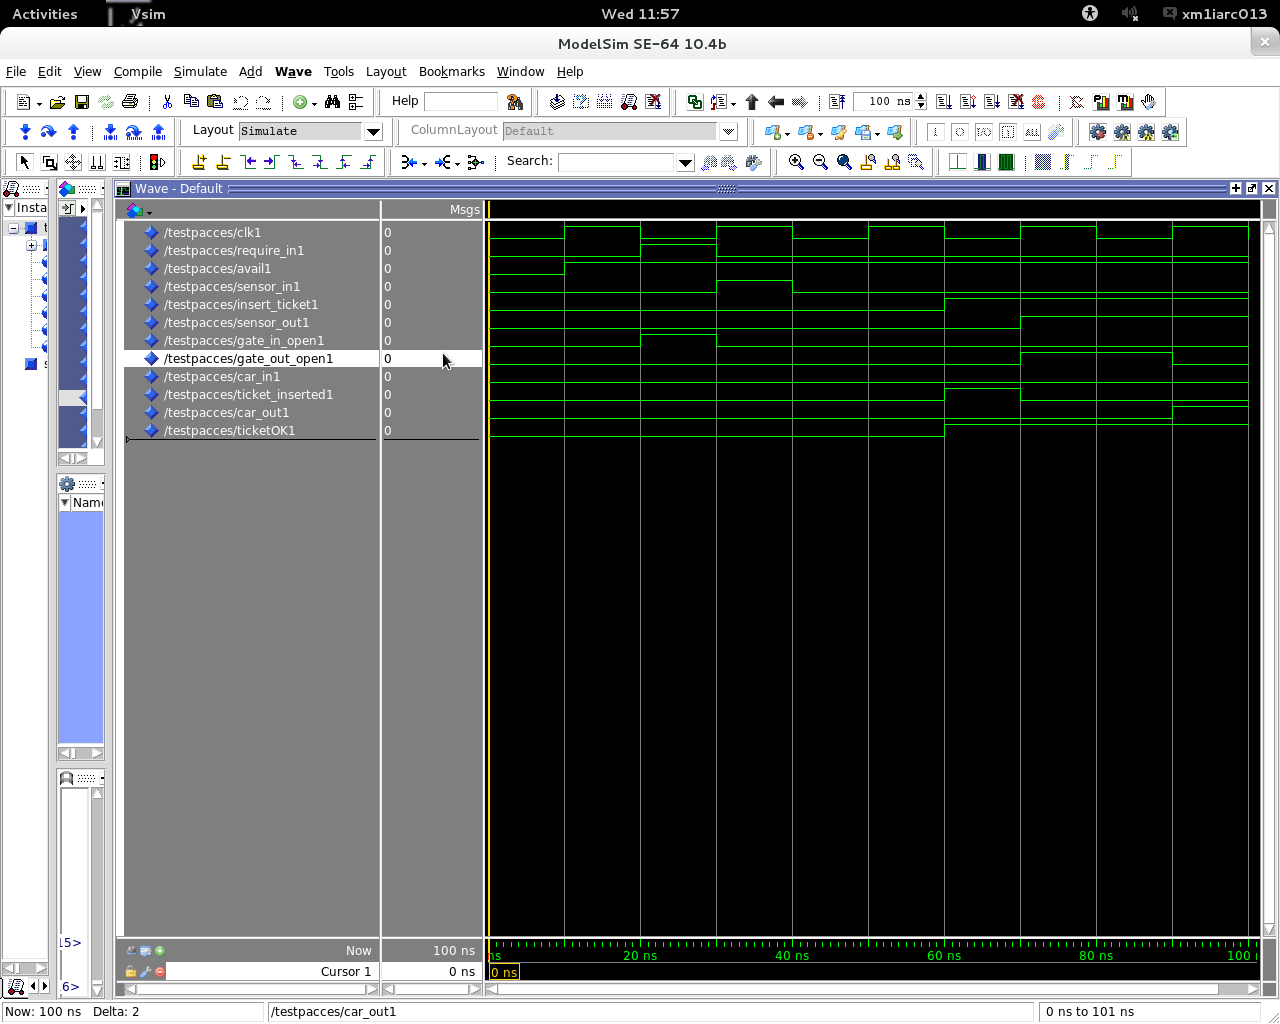 Activities Vsim Wed 11:57 xm1iarc013
ModelSim SE-64 10.4b
File Edit View Compile Simulate Add Wave Tools Layout Bookmarks Window Help
Help 100 ns
Layout Simulate ColumnLayout Default
Search:
Wave - Default
Insta
Msgs
/testpacces/clk1 0
/testpacces/require_in1 0
/testpacces/avail1 0
/testpacces/sensor_in1 0
/testpacces/insert_ticket1 0
/testpacces/sensor_out1 0
/testpacces/gate_in_open1 0
/testpacces/gate_out_open1 0
/testpacces/car_in1 0
/testpacces/ticket_inserted1 0
/testpacces/car_out1 0
/testpacces/ticketOK1 0
Name
15>
6>
Now 100 ns
ns 20 ns 40 ns 60 ns 80 ns 100
Cursor 1 0 ns
0 ns
Now: 100 ns Delta: 2 /testpacces/car_out1 0 ns to 101 ns